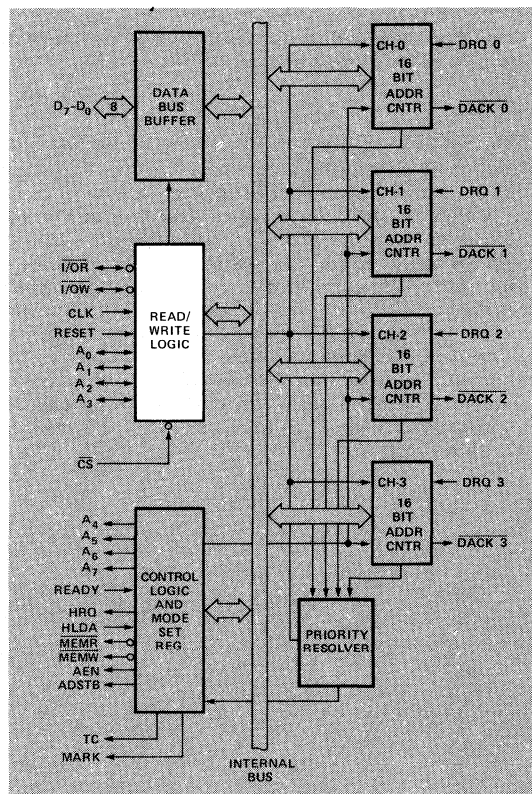 D7-D0
8
DATA
BUS
BUFFER
I/OR
I/OW
CLK
RESET
A0
A1
A2
A3
CS
READ/
WRITE
LOGIC
A4
A5
A6
A7
READY
HRQ
HLDA
MEMR
MEMW
AEN
ADSTB
TC
MARK
CONTROL
LOGIC
AND
MODE
SET
REG
INTERNAL
BUS
CH-0
16
BIT
ADDR
CNTR
DRQ 0
DACK 0
CH-1
16
BIT
ADDR
CNTR
DRQ 1
DACK 1
CH-2
16
BIT
ADDR
CNTR
DRQ 2
DACK 2
CH-3
16
BIT
ADDR
CNTR
DRQ 3
DACK 3
PRIORITY
RESOLVER